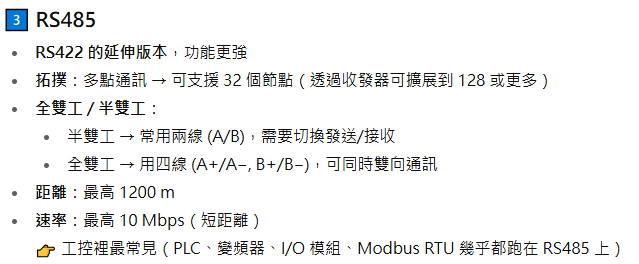 3 RS485
• RS422 的延伸版本，功能更強
• 拓撲：多點通訊 → 可支援 32 個節點（透過收發器可擴展到 128 或更多）
• 全雙工 / 半雙工：
• 半雙工 → 常用兩線 (A/B)，需要切換發送/接收
• 全雙工 → 用四線 (A+/A−, B+/B−)，可同時雙向通訊
• 距離：最高 1200 m
• 速率：最高 10 Mbps（短距離）
👉 工控裡最常見（PLC、變頻器、I/O 模組、Modbus RTU 幾乎都跑在 RS485 上）